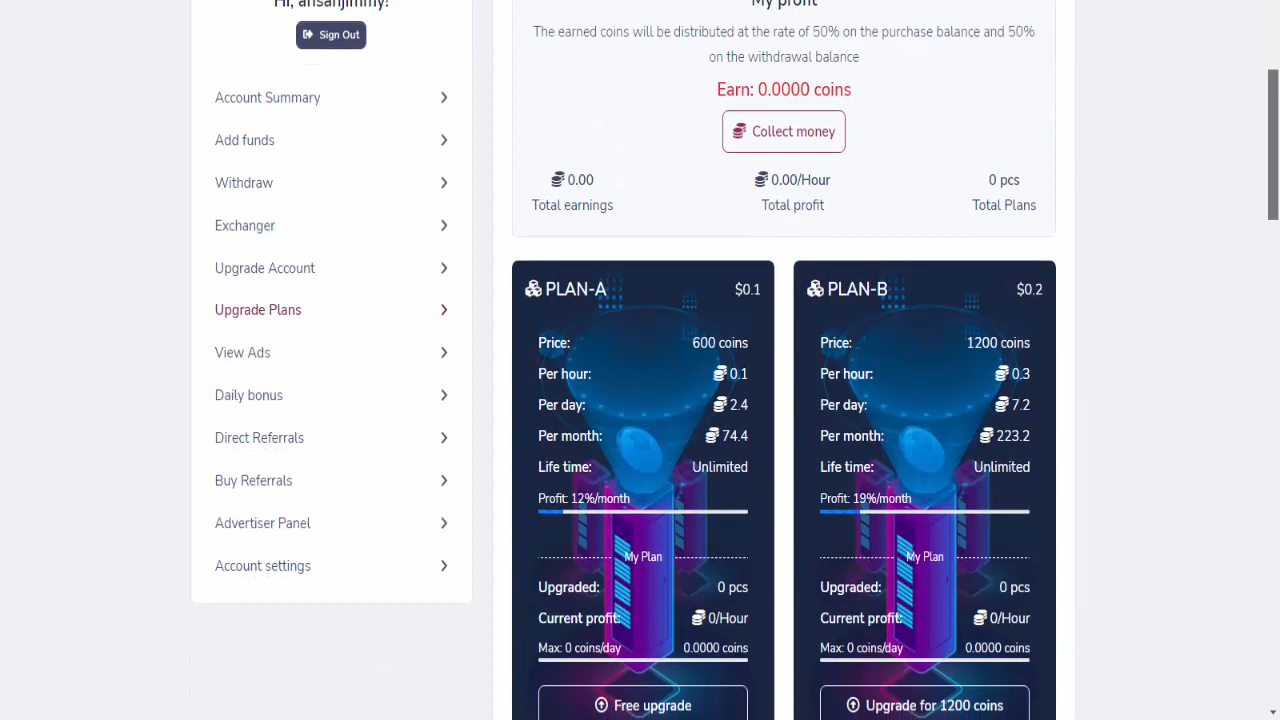 Hi, ahsanjimmy!
Sign Out
Account Summary
Add funds
Withdraw
Exchanger
Upgrade Account
Upgrade Plans
View Ads
Daily bonus
Direct Referrals
Buy Referrals
Advertiser Panel
Account settings
My profit
The earned coins will be distributed at the rate of 50% on the purchase balance and 50%
on the withdrawal balance
Earn: 0.0000 coins
Collect money
0.00 0.00/Hour 0 pcs
Total earnings Total profit Total Plans
PLAN-A $0.1
Price: 600 coins
Per hour: 0.1
Per day: 2.4
Per month: 74.4
Life time: Unlimited
Profit: 12%/month
My Plan
Upgraded: 0 pcs
Current profit: 0/Hour
Max: 0 coins/day 0.0000 coins
Free upgrade
PLAN-B $0.2
Price: 1200 coins
Per hour: 0.3
Per day: 7.2
Per month: 223.2
Life time: Unlimited
Profit: 19%/month
My Plan
Upgraded: 0 pcs
Current profit: 0/Hour
Max: 0 coins/day 0.0000 coins
Upgrade for 1200 coins